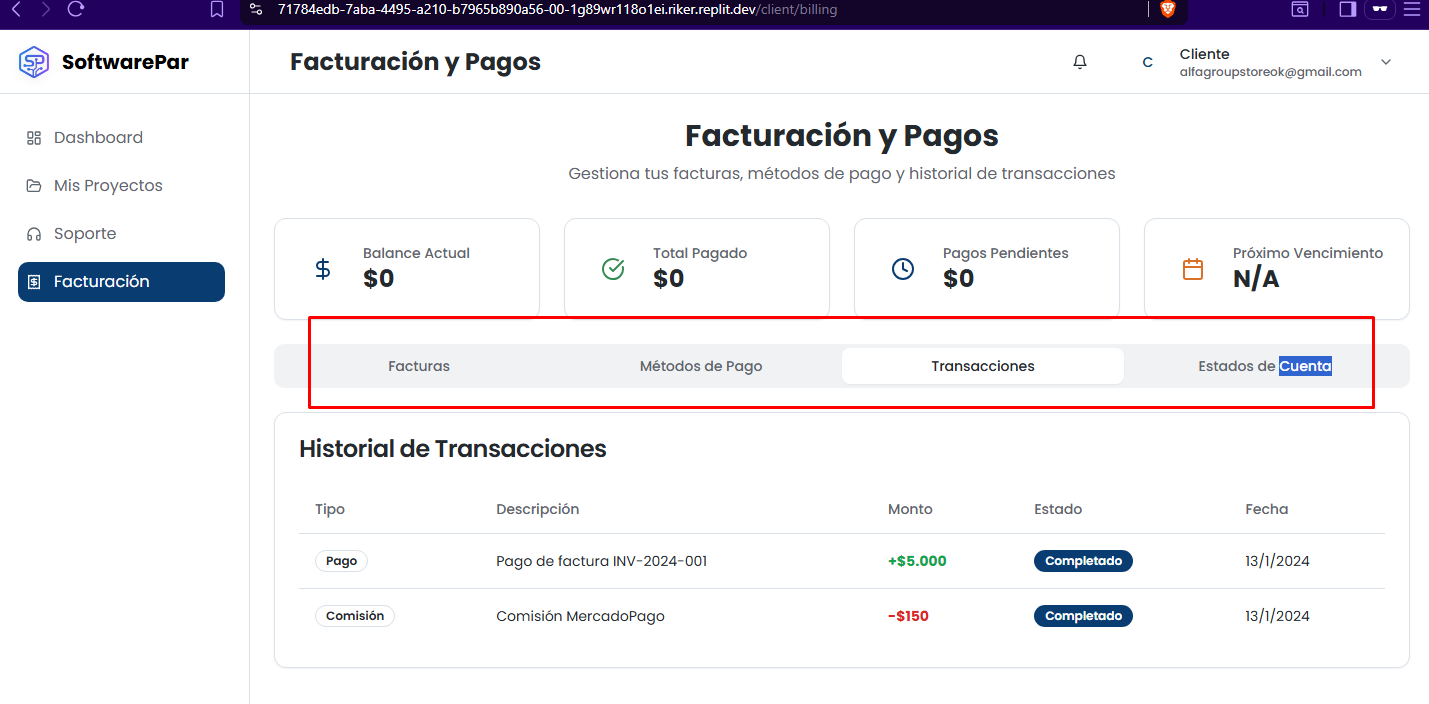 71784edb-7aba-4495-a210-b7965b890a56-00-1g89wr118o1ei.riker.replit.dev/client/billing
SoftwarePar
Facturación y Pagos
C
Cliente
alfagroupstoreok@gmail.com
Dashboard
Mis Proyectos
Soporte
Facturación
Facturación y Pagos
Gestiona tus facturas, métodos de pago y historial de transacciones
Balance Actual
$0
Total Pagado
$0
Pagos Pendientes
$0
Próximo Vencimiento
N/A
Facturas Métodos de Pago Transacciones Estados de Cuenta
Historial de Transacciones
Tipo Descripción Monto Estado Fecha
Pago Pago de factura INV-2024-001 +$5.000 Completado 13/1/2024
Comisión Comisión MercadoPago -$150 Completado 13/1/2024